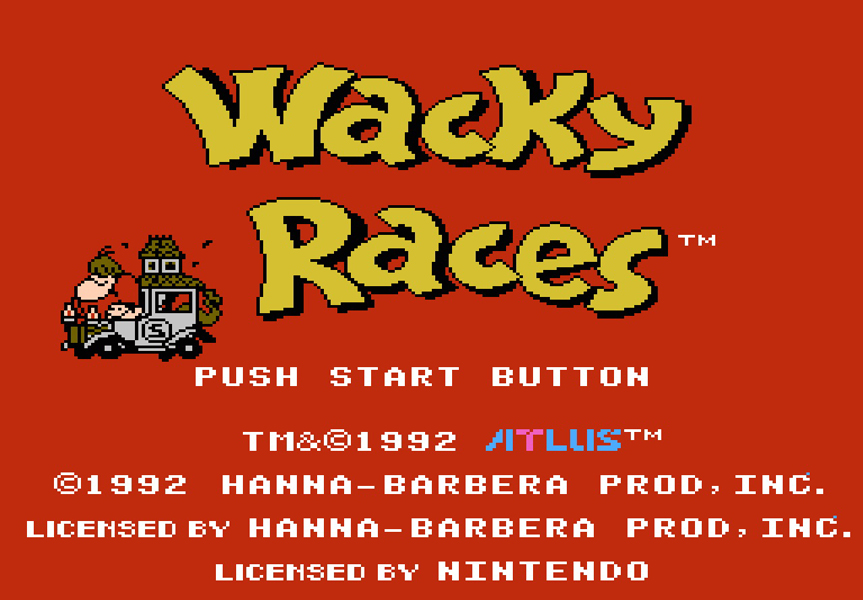 Wacky
Races™
PUSH START BUTTON
TM&©1992 ATLUS™
©1992 HANNA-BARBERA PROD, INC.
LICENSED BY HANNA-BARBERA PROD, INC.
LICENSED BY NINTENDO